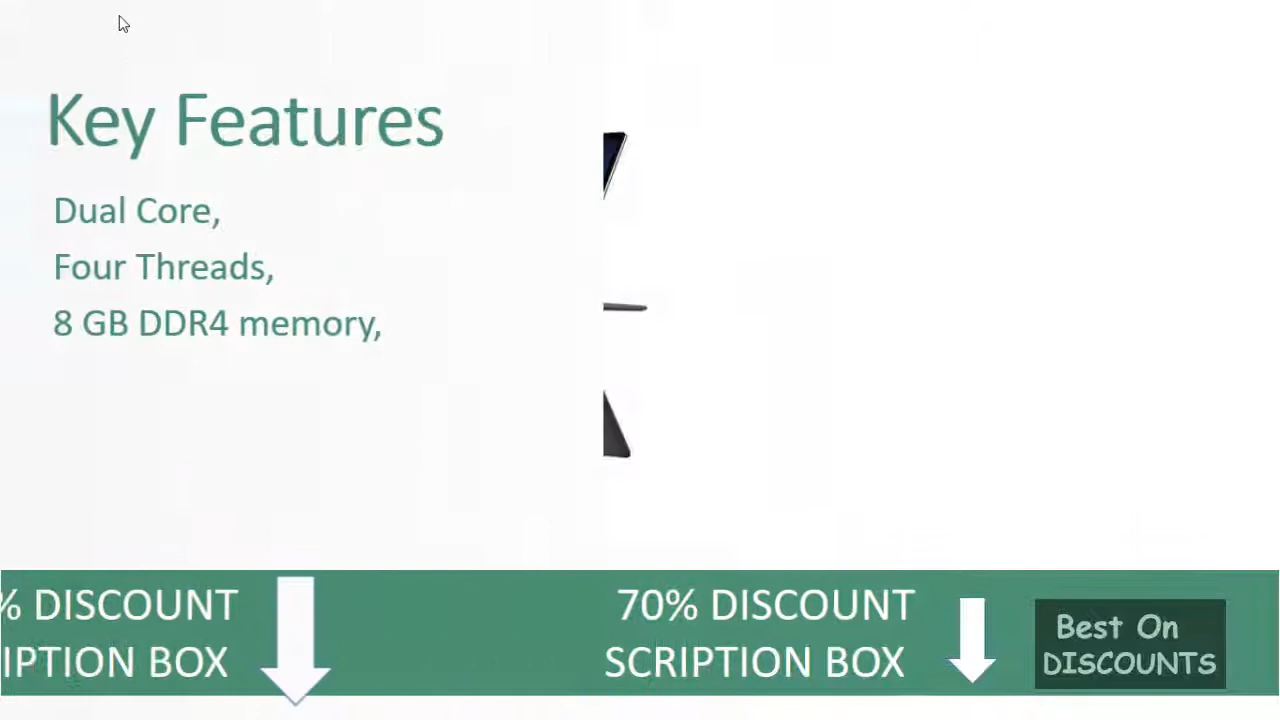 Key Features
Dual Core,
Four Threads,
8 GB DDR4 memory,
% DISCOUNT
IPTION BOX
70% DISCOUNT
SCRIPTION BOX
Best On
DISCOUNTS